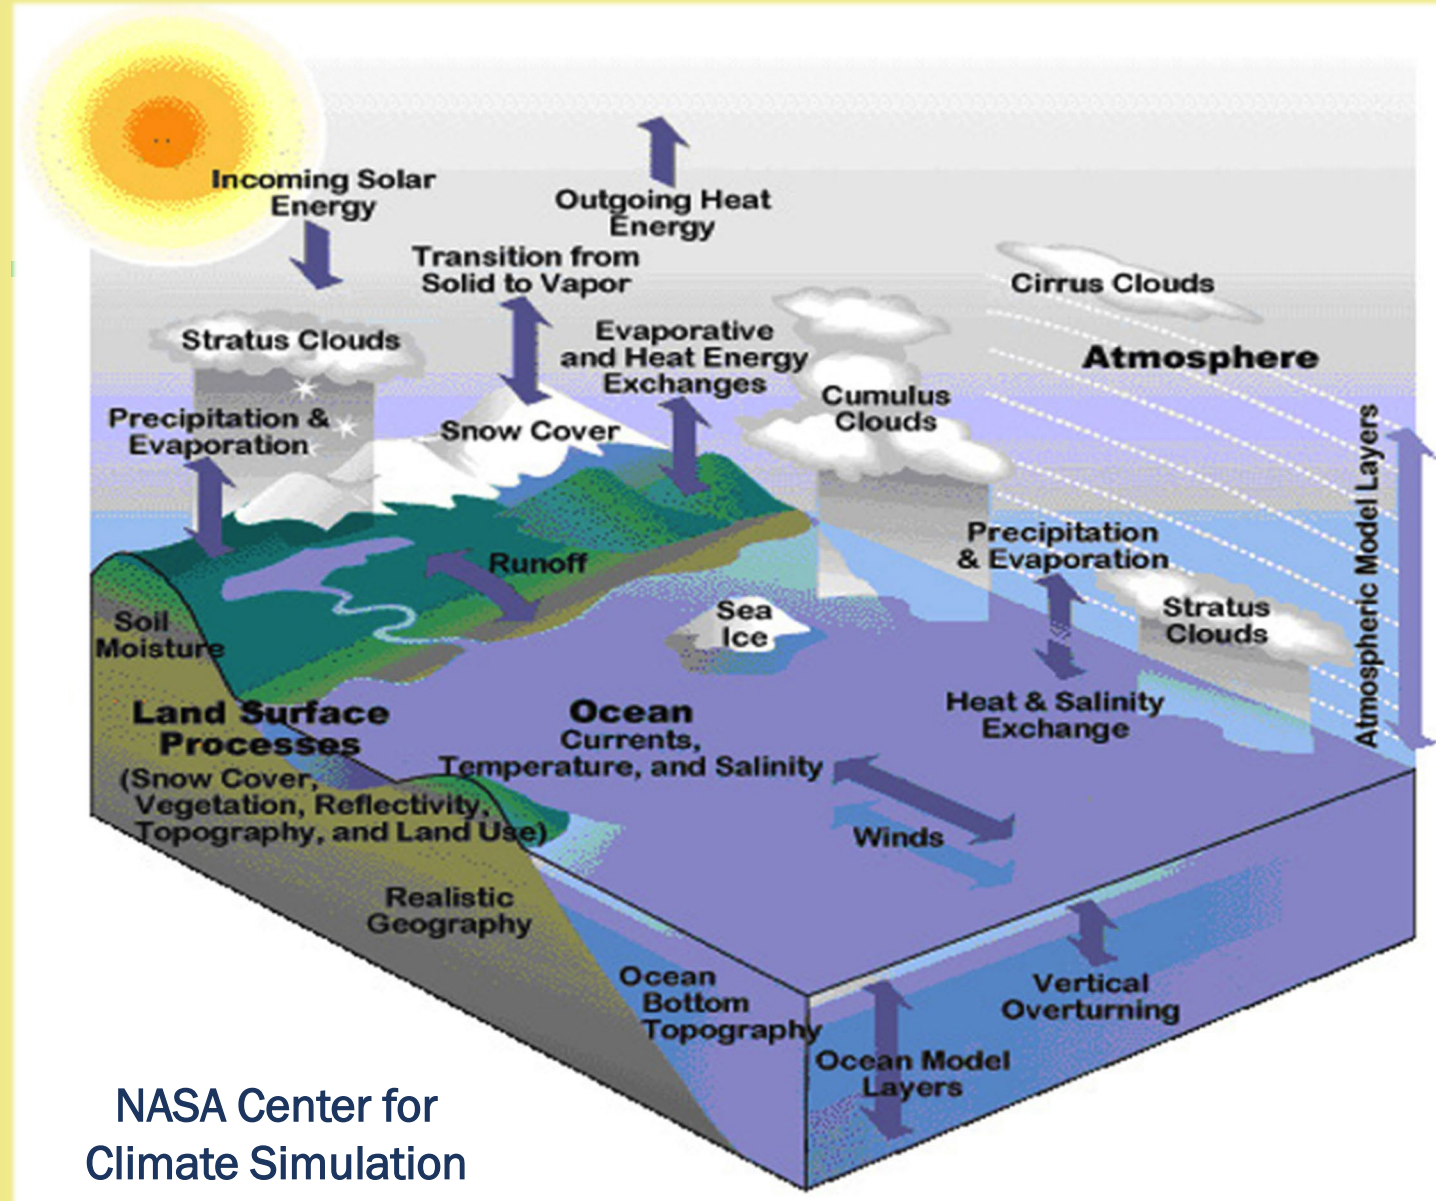 Incoming Solar
Energy
Outgoing Heat
Energy
Transition from
Solid to Vapor
Cirrus Clouds
Stratus Clouds
Evaporative
and Heat Energy
Exchanges
Atmosphere
Cumulus
Clouds
Precipitation &
Evaporation
Snow Cover
Atmospheric Model Layers
Precipitation
& Evaporation
Runoff
Sea
Ice
Stratus
Clouds
Soil
Moisture
Heat & Salinity
Exchange
Land Surface
Processes
(Snow Cover,
Vegetation, Reflectivity,
Topography, and Land Use)
Ocean
Currents,
Temperature, and Salinity
Winds
Realistic
Geography
Ocean
Bottom
Topography
Vertical
Overturning
Ocean Model
Layers
NASA Center for
Climate Simulation